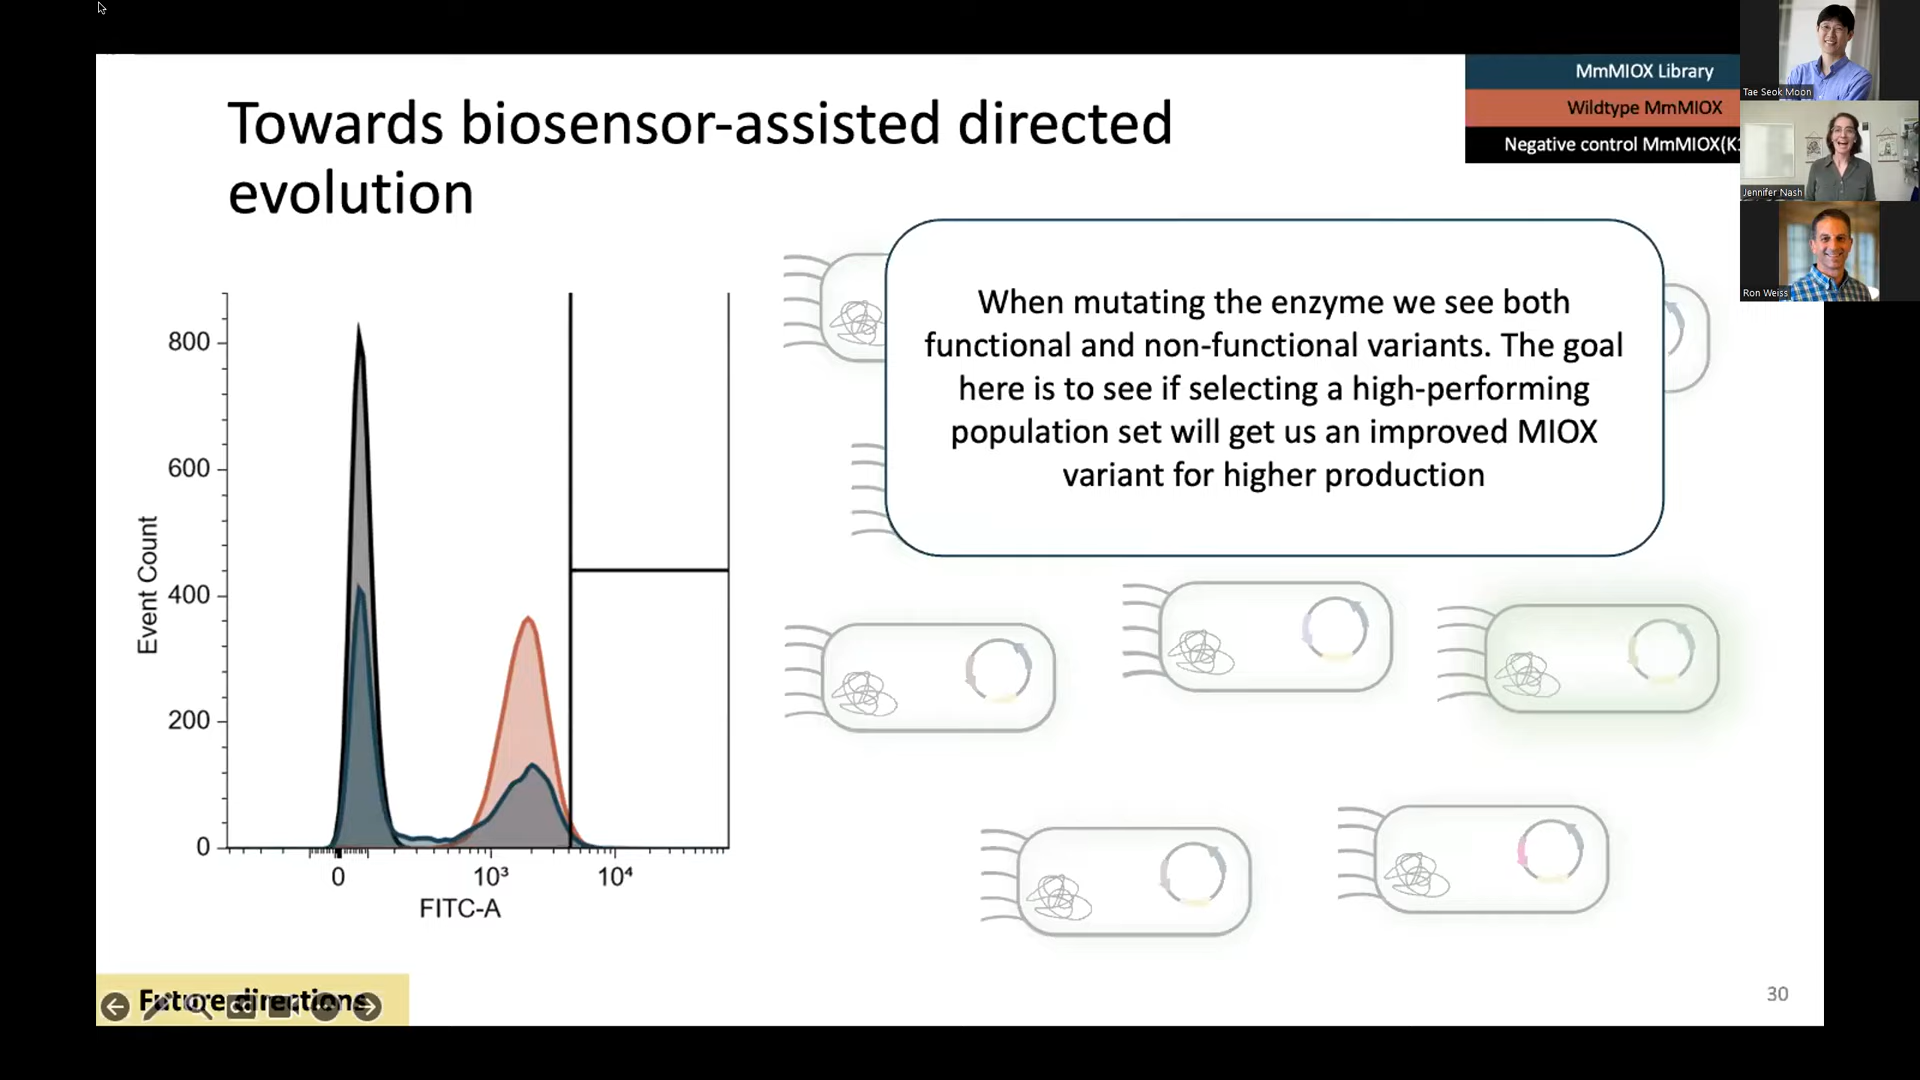 Towards biosensor-assisted directed
evolution
MmMIOX Library
Wildtype MmMIOX
Negative control MmMIOX(K
Tae Seok Moon
Jennifer Nash
Ron Weiss
When mutating the enzyme we see both
functional and non-functional variants. The goal
here is to see if selecting a high-performing
population set will get us an improved MIOX
variant for higher production
Event Count
800
600
400
200
0
0
10³
10⁴
FITC-A
Future directions
CC
30